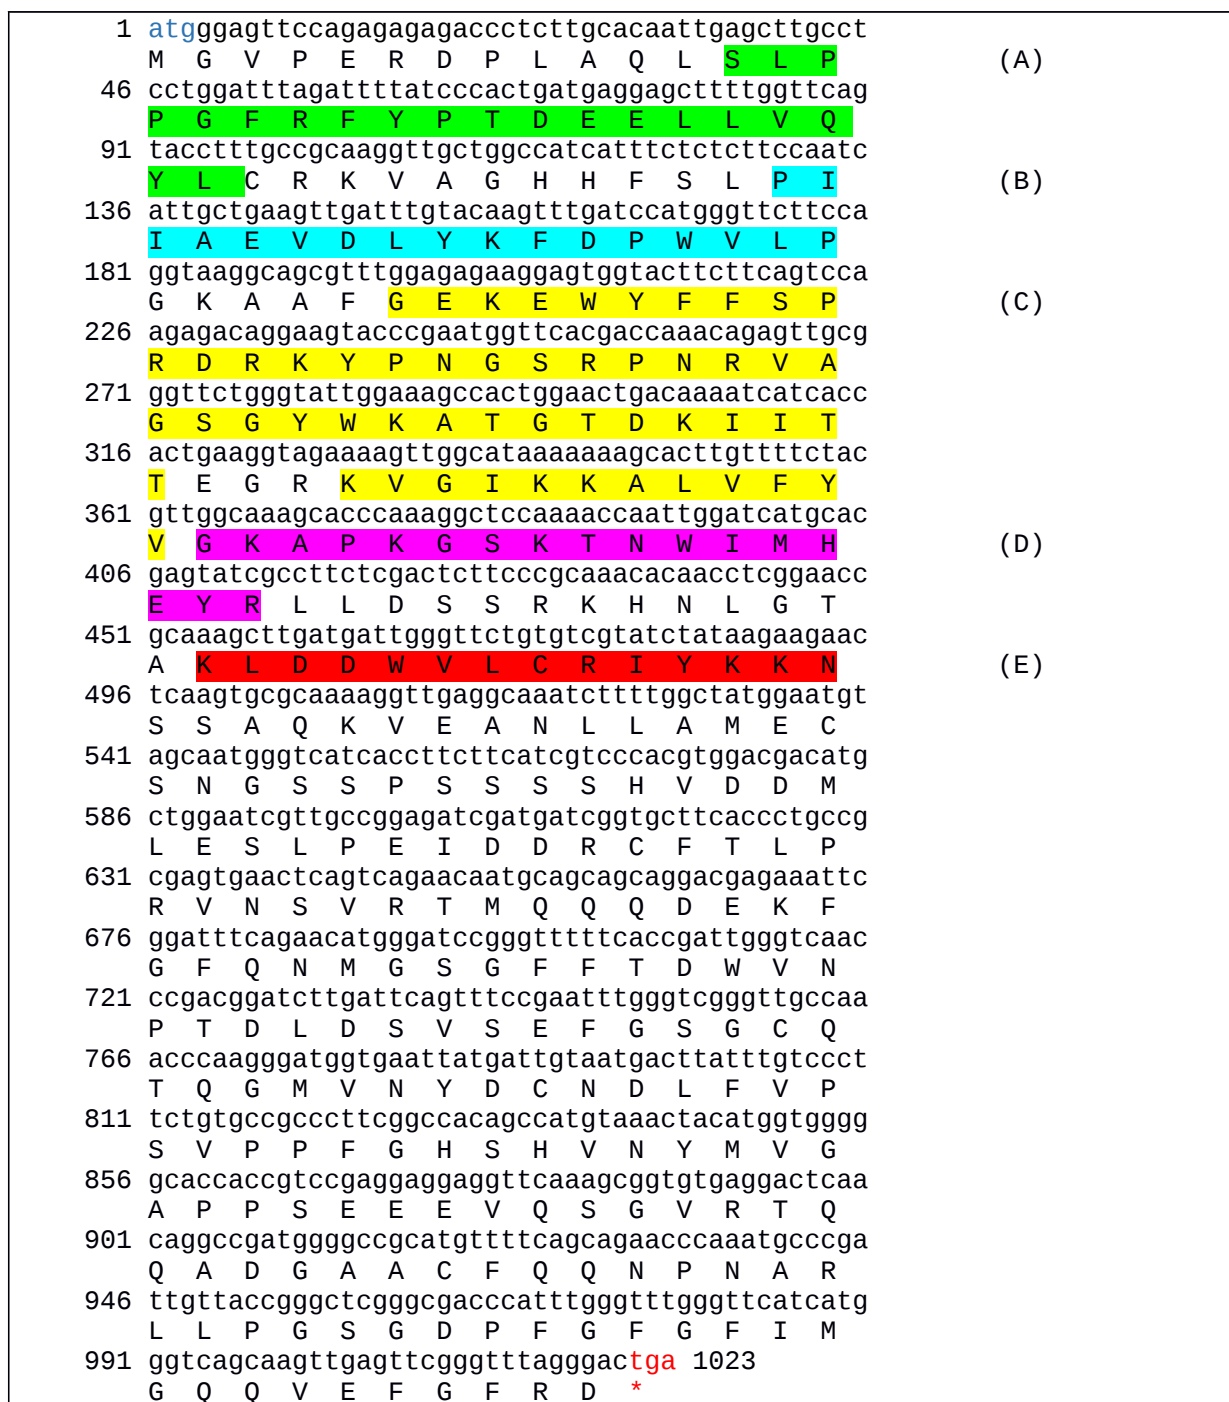 1 atgggagttccagagagagaccctcttgcacaattgagcttgcct
M G V P E R D P L A Q L S L P (A)
46 cctggatttagattttatcccactgatgaggagcttttggttcag
P G F R F Y P T D E E L L V Q
91 tacctttgccgcaaggttgctggccatcatttctctcttccaatc
Y L C R K V A G H H F S L P I (B)
136 attgctgaagttgatttgtacaagtttgatccatgggttcttcca
I A E V D L Y K F D P W V L P
181 ggtaaggcagcgtttggagagaaggagtggtacttcttcagtcca
G K A A F G E K E W Y F F S P (C)
226 agagacaggaagtacccgaatggttcacgaccaaacagagttgcg
R D R K Y P N G S R P N R V A
271 ggttctgggtattggaaagccactggaactgacaaaatcatcacc
G S G Y W K A T G T D K I I T
316 actgaaggtagaaaagttggcataaaaaaagcacttgttttctac
T E G R K V G I K K A L V F Y
361 gttggcaaagcacccaaaggctccaaaaccaattggatcatgcac
V G K A P K G S K T N W I M H (D)
406 gagtatcgccttctcgactcttcccgcaaacacaacctcggaacc
E Y R L L D S S R K H N L G T
451 gcaaagcttgatgattgggttctgtgtcgtatctataagaagaac
A K L D D W V L C R I Y K K N (E)
496 tcaagtgcgcaaaaggttgaggcaaatcttttggctatggaatgt
S S A Q K V E A N L L A M E C
541 agcaatgggtcatcaccttcttcatcgtcccacgtggacgacatg
S N G S S P S S S S H V D D M
586 ctggaatcgttgccggagatcgatgatcggtgcttcaccctgccg
L E S L P E I D D R C F T L P
631 cgagtgaactcagtcagaacaatgcagcagcaggacgagaaattc
R V N S V R T M Q Q Q D E K F
676 ggatttcagaacatgggatccgggtttttcaccgattgggtcaac
G F Q N M G S G F F T D W V N
721 ccgacggatcttgattcagtttccgaatttgggtcgggttgccaa
P T D L D S V S E F G S G C Q
766 acccaagggatggtgaattatgattgtaatgacttatttgtccct
T Q G M V N Y D C N D L F V P
811 tctgtgccgcccttcggccacagccatgtaaactacatggtgggg
S V P P F G H S H V N Y M V G
856 gcaccaccgtccgaggaggaggttcaaagcggtgtgaggactcaa
A P P S E E E V Q S G V R T Q
901 caggccgatggggccgcatgttttcagcagaacccaaatgcccga
Q A D G A A C F Q Q N P N A R
946 ttgttaccgggctcgggcgacccatttgggtttgggttcatcatg
L L P G S G D P F G F G F I M
991 ggtcagcaagttgagttcgggtttagggactga 1023
G Q Q V E F G F R D *